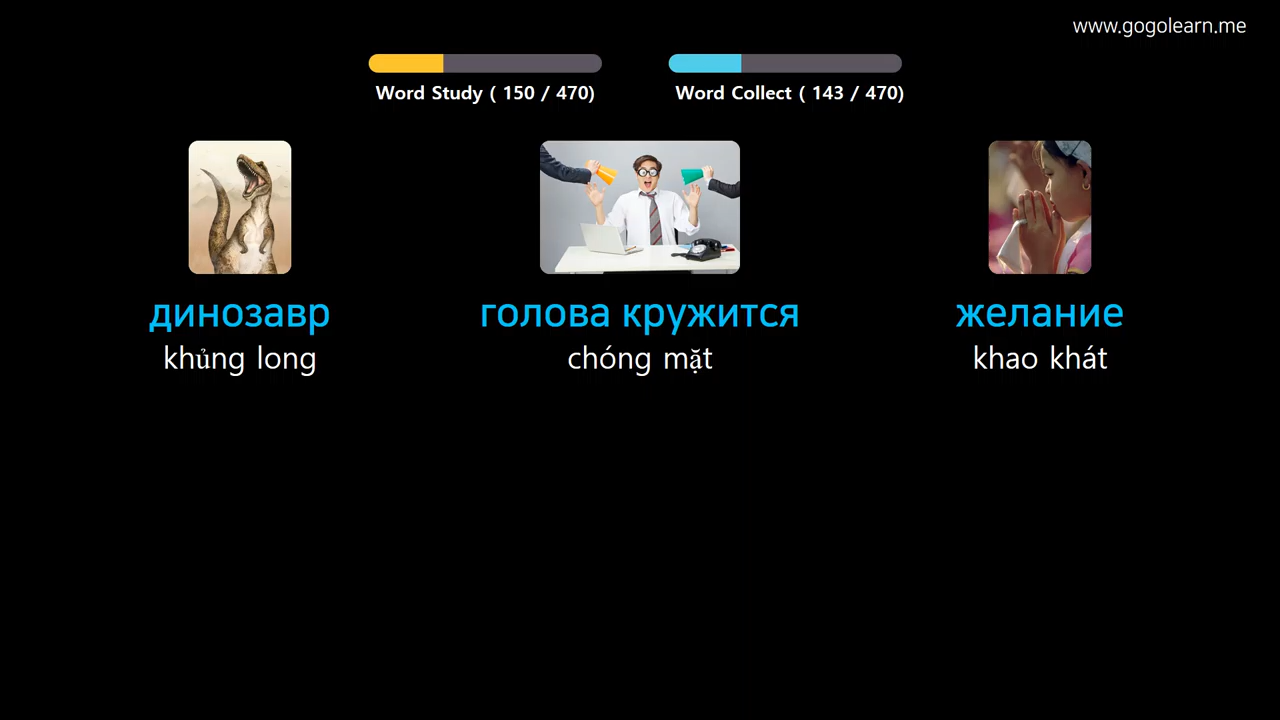 www.gogolearn.me
Word Study ( 150 / 470)
Word Collect ( 143 / 470)
динозавр
khủng long
голова кружится
chóng mặt
желание
khao khát